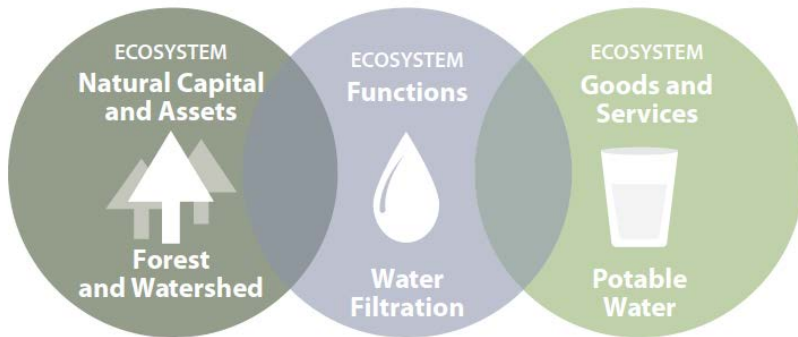 ECOSYSTEM
Natural Capital
and Assets
Forest
and Watershed
ECOSYSTEM
Functions
Water
Filtration
ECOSYSTEM
Goods and
Services
Potable
Water